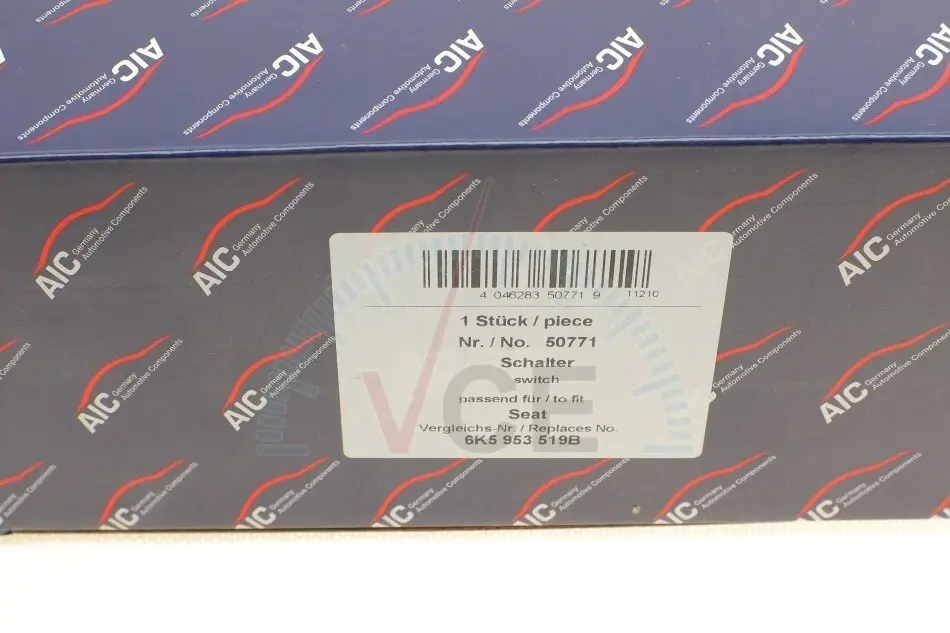 AIC Germany Automotive Components
4 046283 50771 9 11210
1 Stück / piece
Nr. / No. 50771
Schalter
switch
passend für / to fit
Seat
Vergleichs-Nr. / Replaces No.
6K5 953 519B
VCE